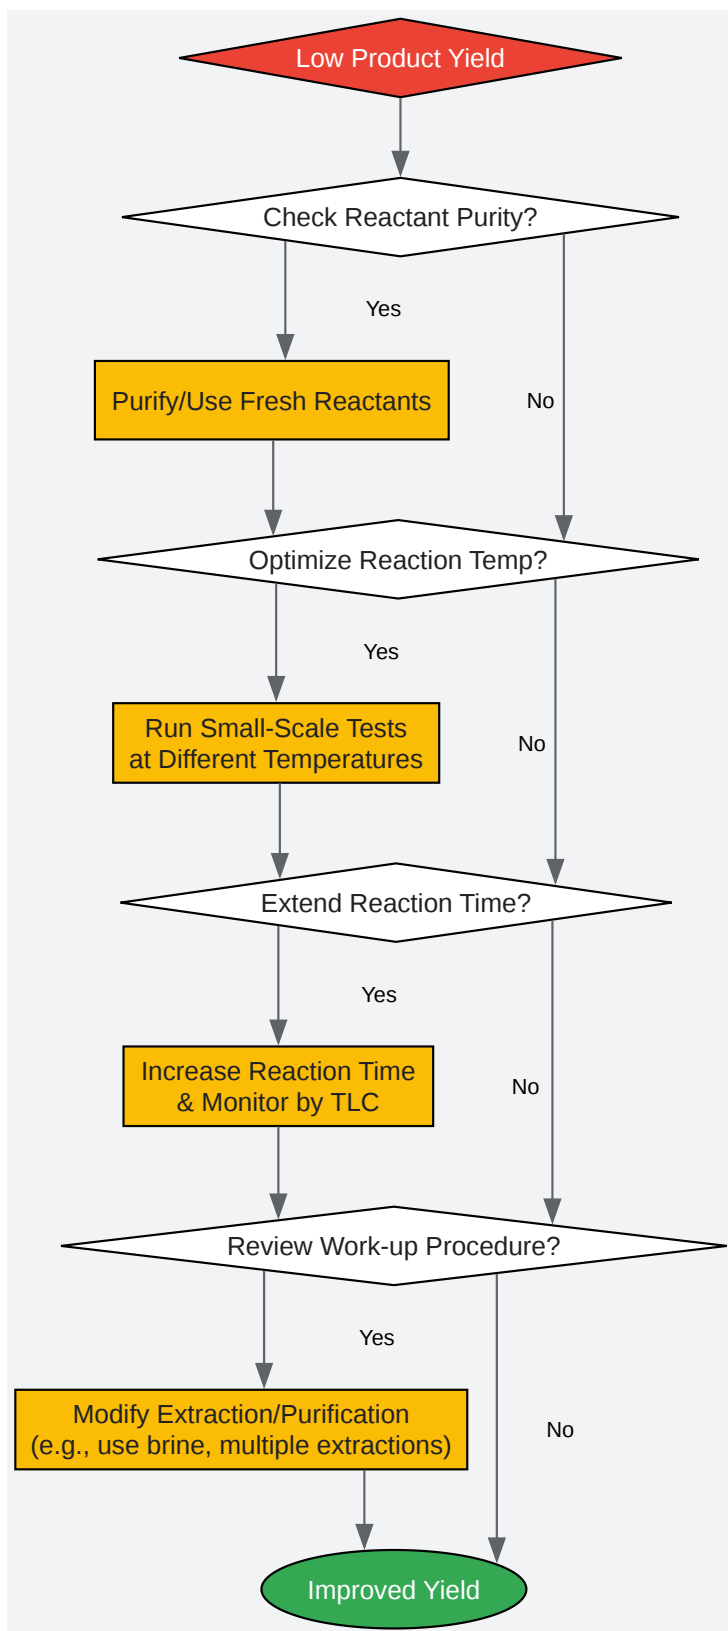 Low Product Yield
Check Reactant Purity?
Yes
Purify/Use Fresh Reactants
No
Optimize Reaction Temp?
Yes
Run Small-Scale Tests
at Different Temperatures
No
Extend Reaction Time?
Yes
Increase Reaction Time
& Monitor by TLC
No
Review Work-up Procedure?
Yes
Modify Extraction/Purification
(e.g., use brine, multiple extractions)
No
Improved Yield